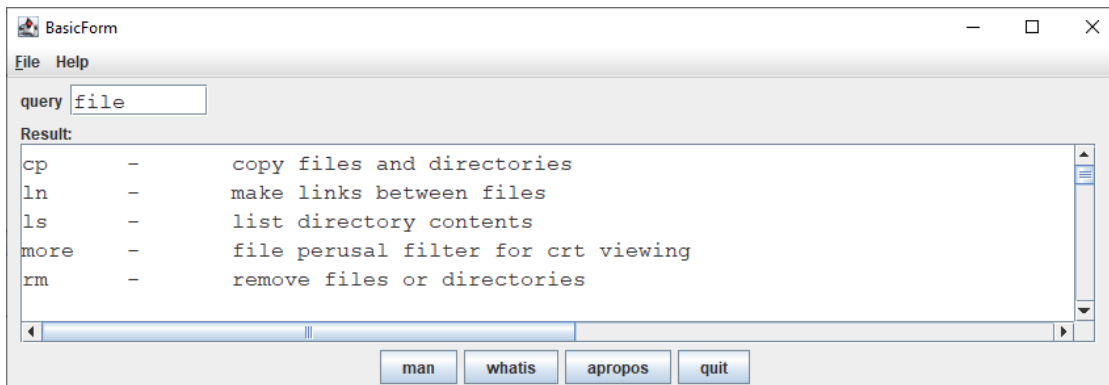 BasicForm
File Help
query file
Result:
cp - copy files and directories
ln - make links between files
ls - list directory contents
more - file perusal filter for crt viewing
rm - remove files or directories
man whatis apropos quit